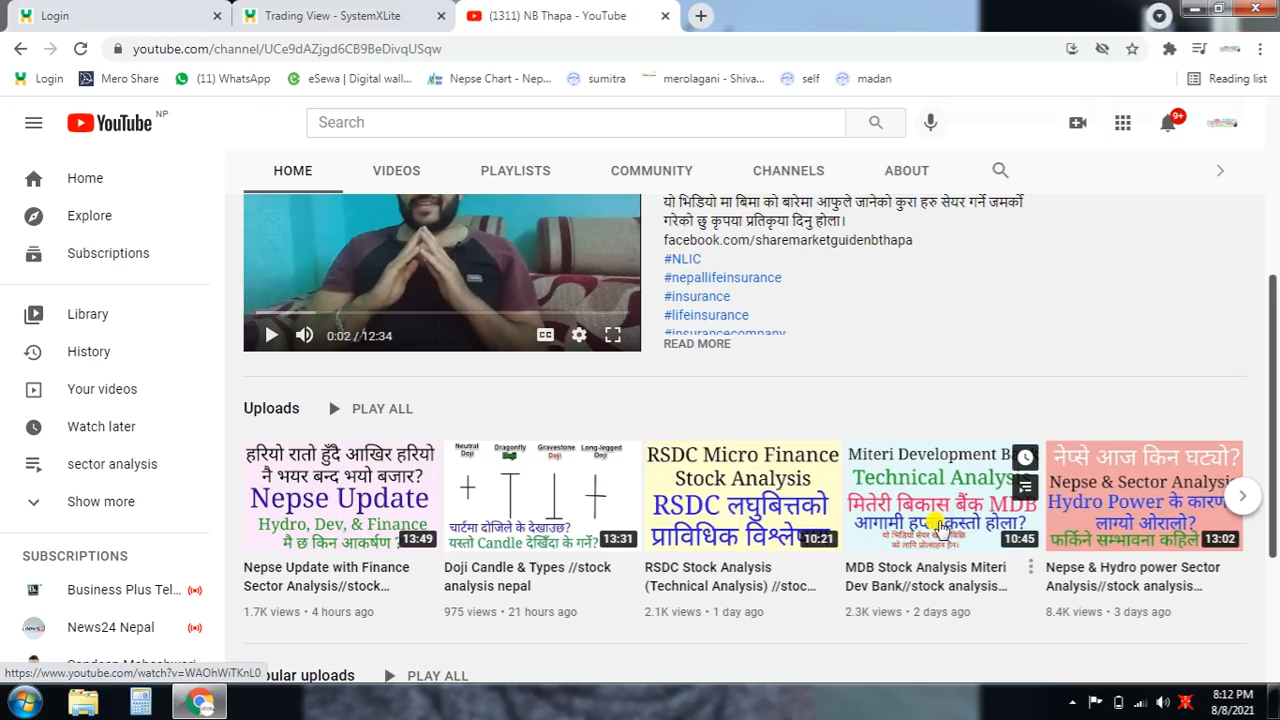 Login
Trading View - SystemXLite
(1311) NB Thapa - YouTube
youtube.com/channel/UCe9dAZjgd6CB9BeDivqUSqw
Login
Mero Share
(11) WhatsApp
eSewa | Digital wall...
Nepse Chart - Nep...
sumitra
merolagani - Shiva...
self
madan
Reading list
YouTube NP
Search
9+
HOME
VIDEOS
PLAYLISTS
COMMUNITY
CHANNELS
ABOUT
Home
Explore
Subscriptions
Library
History
Your videos
Watch later
sector analysis
Show more
SUBSCRIPTIONS
Business Plus Tel...
News24 Nepal
0:02 / 12:34
यो भिडियो मा बिमा को बारेमा आफुले जानेको कुरा हरु सेयर गर्ने जमर्को
गरेको छु कृपया प्रतिकृया दिनु होला।
facebook.com/sharemarketguidenbthapa
#NLIC
#nepallifeinsurance
#insurance
#lifeinsurance
#insurancecompany
READ MORE
Uploads
PLAY ALL
हरियो रातो हुँदै आखिर हरियो
नै भयर बन्द भयो बजार?
Nepse Update
Hydro, Dev, & Finance
मै छ किन आकर्षण ?
13:49
Nepse Update with Finance
Sector Analysis//stock...
1.7K views • 4 hours ago
Neutral Doji
Dragonfly Doji
Gravestone Doji
Long-legged Doji
चार्टमा दोजिले के देखाउछ?
यस्तो Candle देखिँदा के गर्ने?
13:31
Doji Candle & Types //stock
analysis nepal
975 views • 21 hours ago
RSDC Micro Finance
Stock Analysis
RSDC लघुबित्तको
प्राविधिक विश्लेषण
10:21
RSDC Stock Analysis
(Technical Analysis) //stoc...
2.1K views • 1 day ago
Miteri Development Bank
Technical Analysis
मितेरी बिकास बैंक MDB
आगामी हप्ता कस्तो होला?
10:45
MDB Stock Analysis Miteri
Dev Bank//stock analysis...
2.3K views • 2 days ago
नेप्से आज किन घट्यो?
Nepse & Sector Analysis
Hydro Power के कारण
लाग्यो ओरालो?
फर्किने सम्भावना कहिले
13:02
Nepse & Hydro power Sector
Analysis//stock analysis...
8.4K views • 3 days ago
Popular uploads
PLAY ALL
https://www.youtube.com/watch?v=WAOhWiTKnL0
8:12 PM
8/8/2021